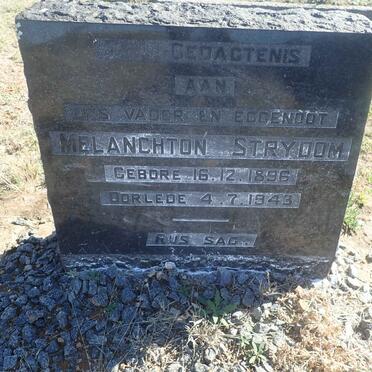 GEDAGTENIS
AAN
ONS VADER EN EGGENOOT
MELANCHTON STRYDOM
GEBORE 16.12.1896
OORLEDE 4.7.1943
RUS SAG.